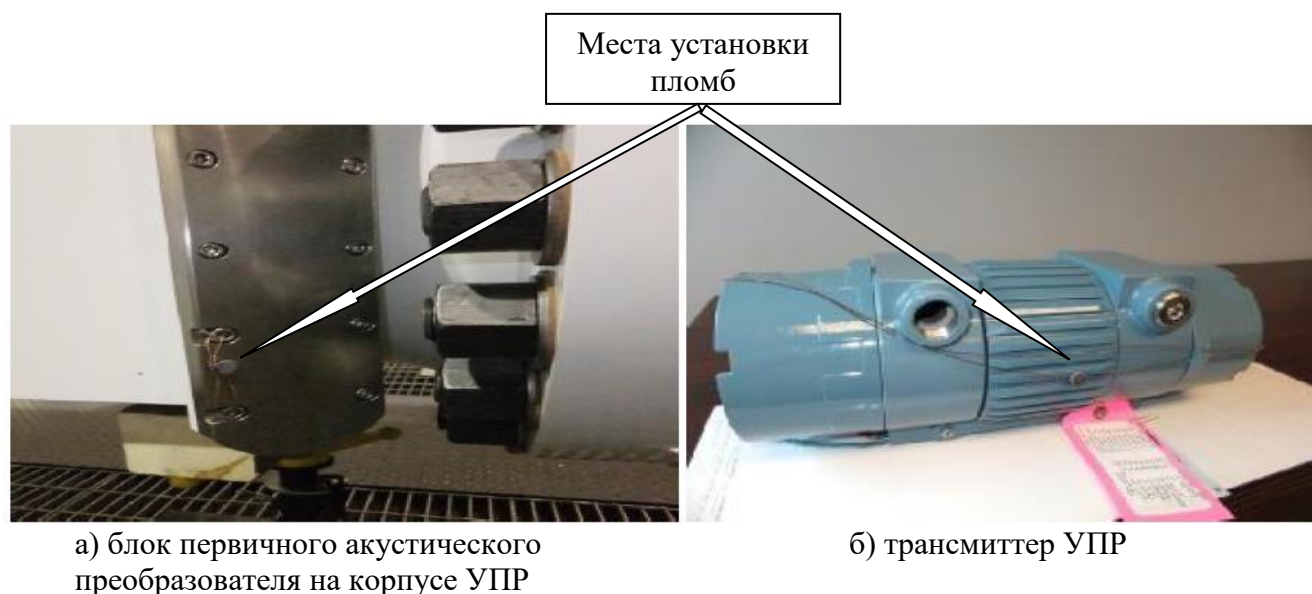 Места установки
пломб
а) блок первичного акустического
преобразователя на корпусе УПР
б) трансмиттер УПР